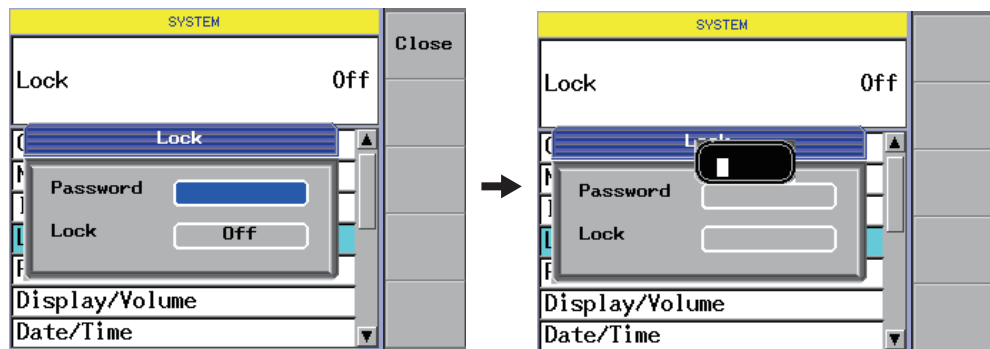 SYSTEM
Close
Lock Off
Lock
Password
Lock Off
Display/Volume
Date/Time
SYSTEM
Lock Off
Password
Lock
Display/Volume
Date/Time